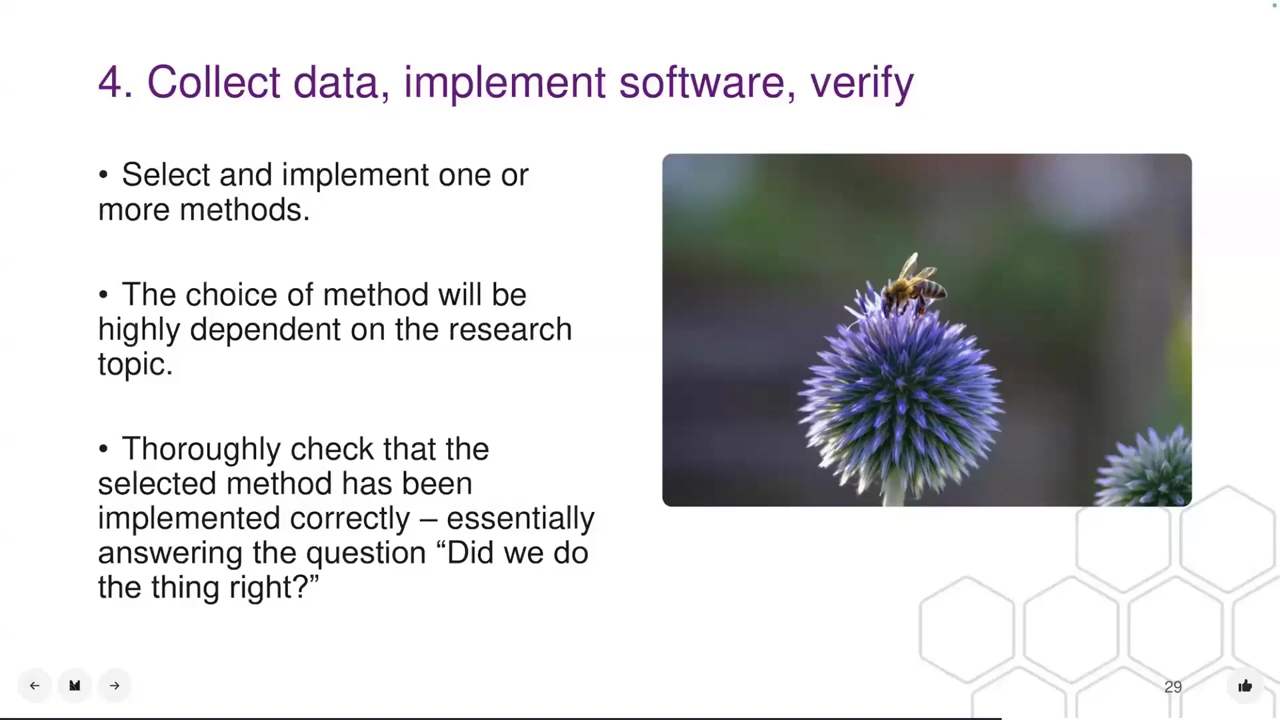 4. Collect data, implement software, verify
• Select and implement one or
more methods.
• The choice of method will be
highly dependent on the research
topic.
• Thoroughly check that the
selected method has been
implemented correctly – essentially
answering the question “Did we do
the thing right?”
29